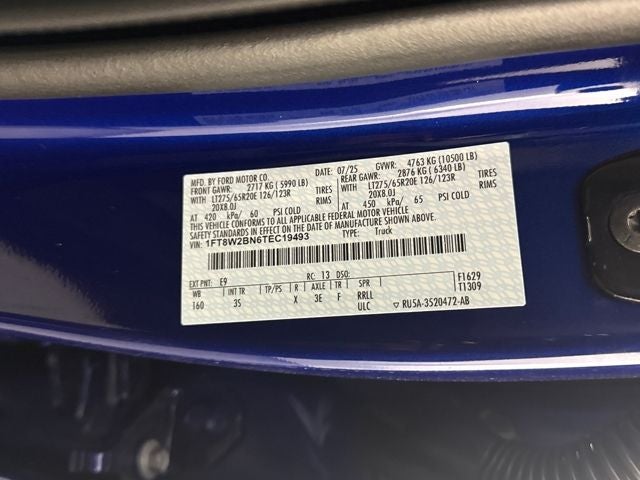 MFD. BY FORD MOTOR CO. 07/25 GVWR: 4763 KG (10500 LB)
FRONT GAWR: 2717 KG (5990 LB) REAR GAWR: 2876 KG (6340 LB)
WITH LT275/65R20E 126/123R TIRES WITH LT275/65R20E 126/123R TIRES
20X8.0J RIMS 20X8.0J RIMS
AT 420 kPa/ 60 PSI COLD AT 450 kPa/ 65 PSI COLD
THIS VEHICLE CONFORMS TO ALL APPLICABLE FEDERAL MOTOR VEHICLE
SAFETY STANDARDS IN EFFECT ON THE DATE OF MANUFACTURE SHOWN ABOVE.
VIN: 1FT8W2BN6TEC19493 TYPE: Truck
EXT PNT: E9 RC: 13 DSO: F1629
WB INT TR TP/PS R AXLE TR SPR T1309
160 35 X 3E F RRLL
ULC ▽ RU5A-3520472-AB